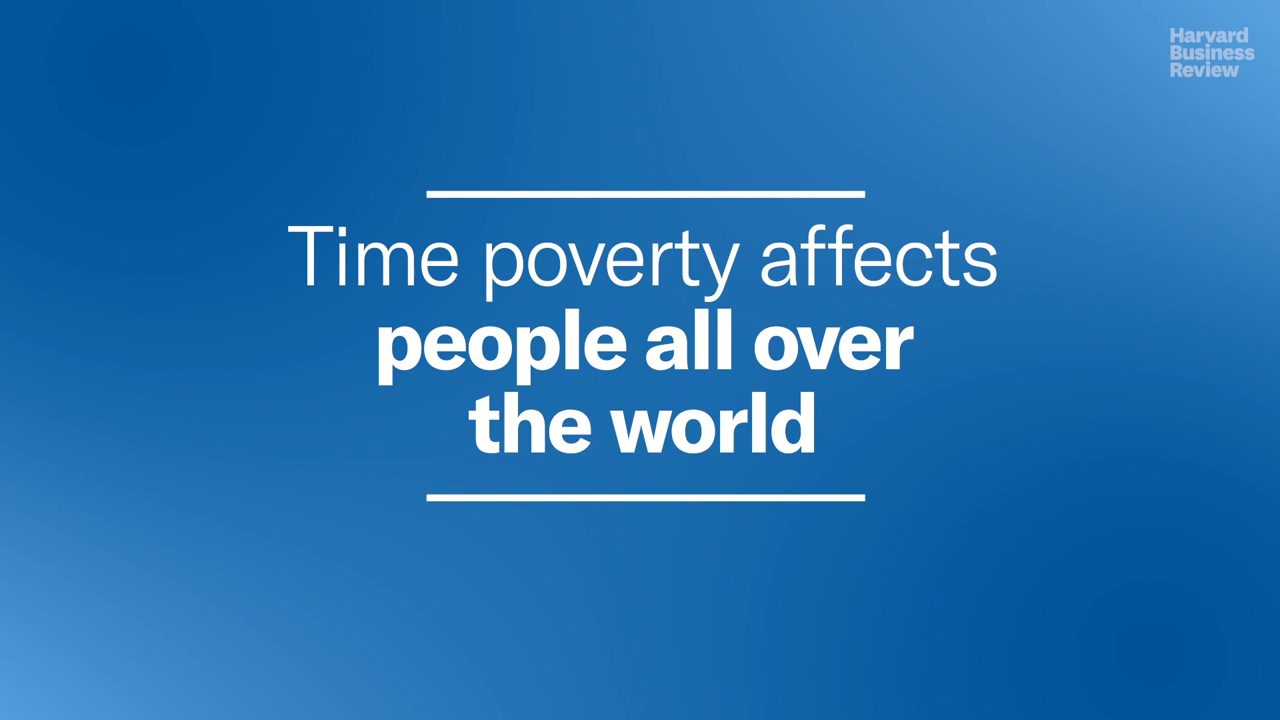 Harvard
Business
Review
Time poverty affects
people all over
the world